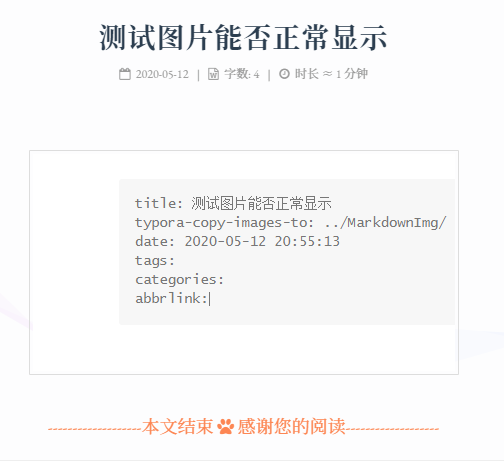 测试图片能否正常显示
2020-05-12 | 字数: 4 | 时长 ≈ 1 分钟
title: 测试图片能否正常显示
typora-copy-images-to: ../MarkdownImg/
date: 2020-05-12 20:55:13
tags:
categories:
abbrlink:
--------------------本文结束 感谢您的阅读--------------------